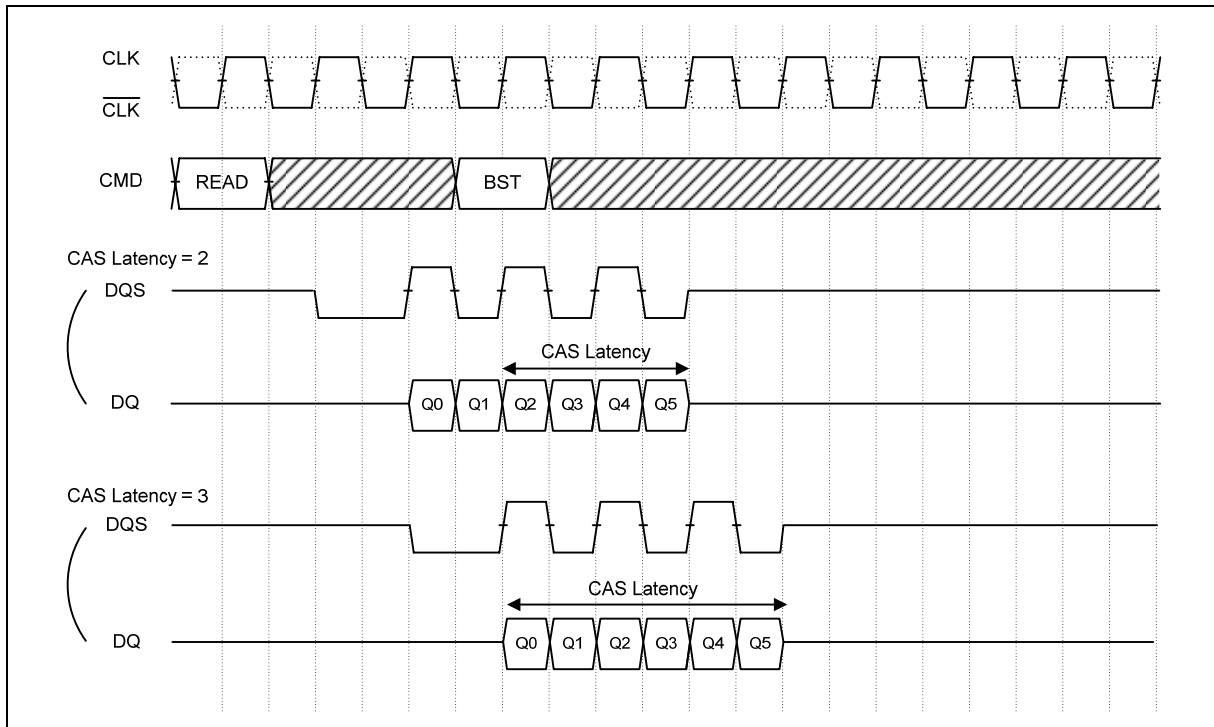 CLK
CLK
CMD READ BST
CAS Latency = 2
DQS
CAS Latency
DQ Q0 Q1 Q2 Q3 Q4 Q5
CAS Latency = 3
DQS
CAS Latency
DQ Q0 Q1 Q2 Q3 Q4 Q5